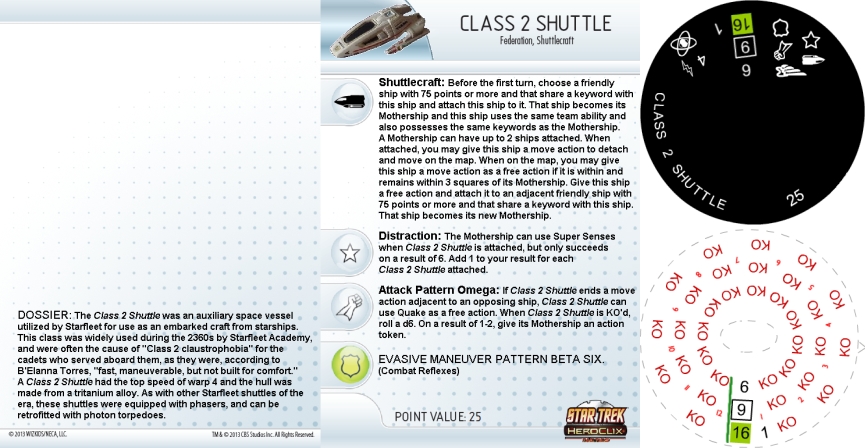 DOSSIER: The Class 2 Shuttle was an auxiliary space vessel
utilized by Starfleet for use as an embarked craft from starships.
This class was widely used during the 2360s by Starfleet Academy,
and were often the cause of "Class 2 claustrophobia" for the
cadets who served aboard them, as they were, according to
B'Elanna Torres, "fast, maneuverable, but not built for comfort."
A Class 2 Shuttle had the top speed of warp 4 and the hull was
made from a tritanium alloy. As with other Starfleet shuttles of the
era, these shuttles were equipped with phasers, and can be
retrofitted with photon torpedoes.
© 2013 WIZKIDS/NECA, LLC.
TM & © 2013 CBS Studios Inc. All Rights Reserved.
CLASS 2 SHUTTLE
Federation, Shuttlecraft
Shuttlecraft: Before the first turn, choose a friendly
ship with 75 points or more and that share a keyword with
this ship and attach this ship to it. That ship becomes its
Mothership and this ship uses the same team ability and
also possesses the same keywords as the Mothership.
A Mothership can have up to 2 ships attached. When
attached, you may give this ship a move action to detach
and move on the map. When on the map, you may give
this ship a move action as a free action if it is within and
remains within 3 squares of its Mothership. Give this ship
a free action and attach it to an adjacent friendly ship with
75 points or more and that share a keyword with this ship.
That ship becomes its new Mothership.
Distraction: The Mothership can use Super Senses
when Class 2 Shuttle is attached, but only succeeds
on a result of 6. Add 1 to your result for each
Class 2 Shuttle attached.
Attack Pattern Omega: If Class 2 Shuttle ends a move
action adjacent to an opposing ship, Class 2 Shuttle can
use Quake as a free action. When Class 2 Shuttle is KO'd,
roll a d6. On a result of 1-2, give its Mothership an action
token.
EVASIVE MANEUVER PATTERN BETA SIX.
(Combat Reflexes)
POINT VALUE: 25
STAR TREK
HEROCLIX
1 16
9
4 6
CLASS 2 SHUTTLE
25
KO KO KO KO KO KO KO KO KO KO KO
KO KO KO KO KO KO KO KO KO KO KO
KO KO KO KO KO KO KO KO KO KO KO
6
9
16 1